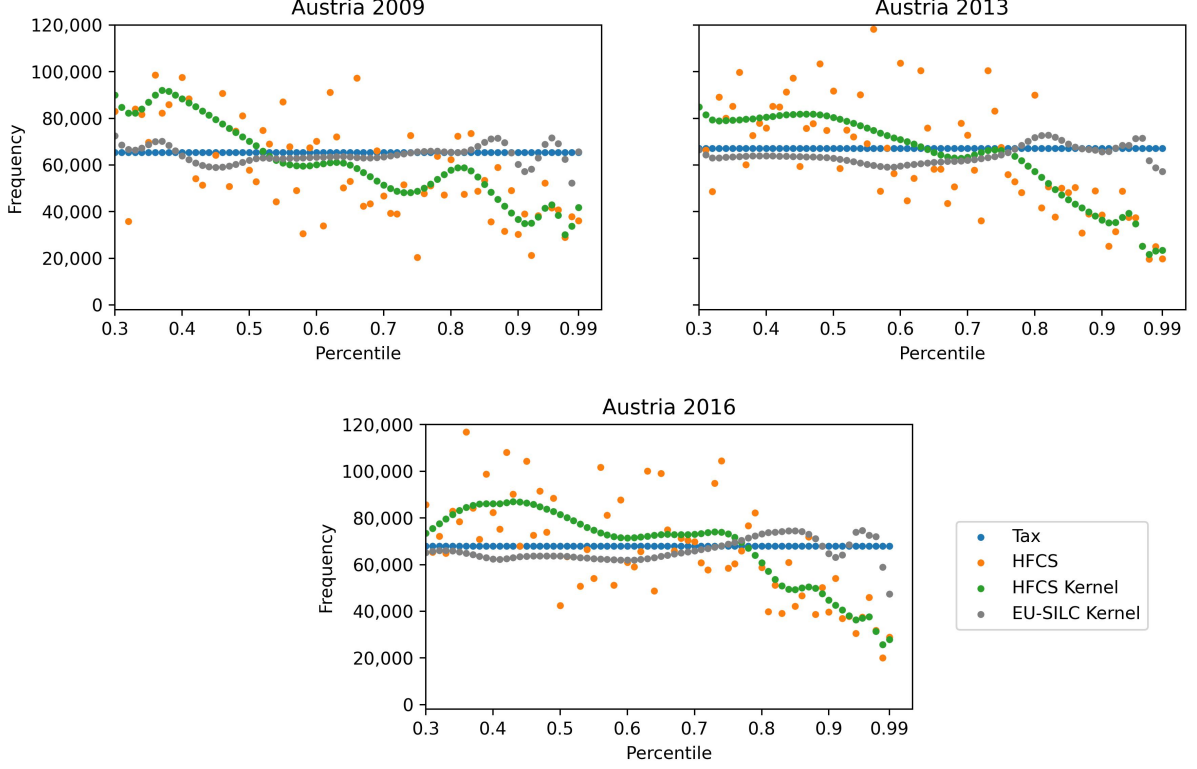 Austria 2009
Austria 2013
120,000
100,000
80,000
60,000
40,000
20,000
0
Frequency
0.3 0.4 0.5 0.6 0.7 0.8 0.9 0.99
Percentile
0.3 0.4 0.5 0.6 0.7 0.8 0.9 0.99
Percentile
Austria 2016
120,000
100,000
80,000
60,000
40,000
20,000
0
Frequency
0.3 0.4 0.5 0.6 0.7 0.8 0.9 0.99
Percentile
Tax
HFCS
HFCS Kernel
EU-SILC Kernel